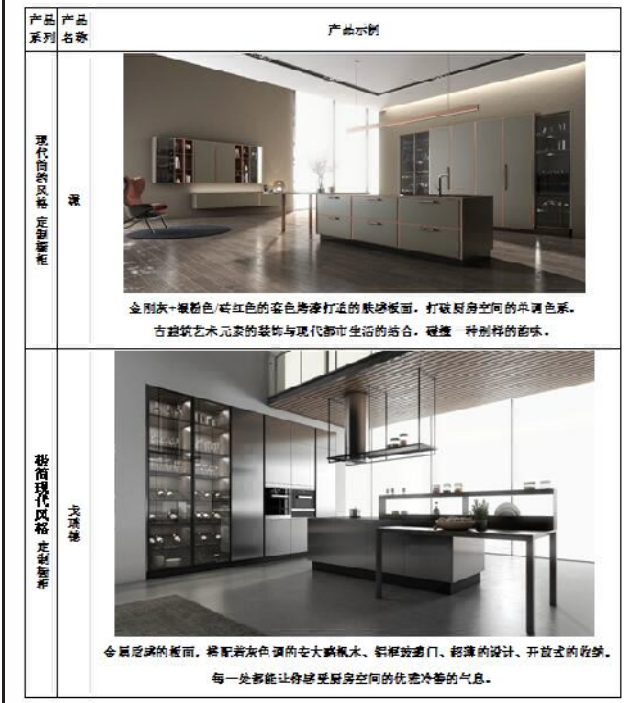 产品系列
产品名称
产品示例
现代简约风格 定制橱柜
金刚灰+银粉色/砖红色的套色烤漆打造的肤感板面，打破厨房空间的单调色系。
古建筑艺术元素的装饰与现代都市生活的结合，碰撞一种别样的韵味。
极简现代风格 定制橱柜
戈瑞德
金属质感的板面，搭配着灰色调的安大略枫木、铝框玻璃门、超薄的设计、开放式的收纳。
每一处都能让你感受厨房空间的优雅冷静的气息。